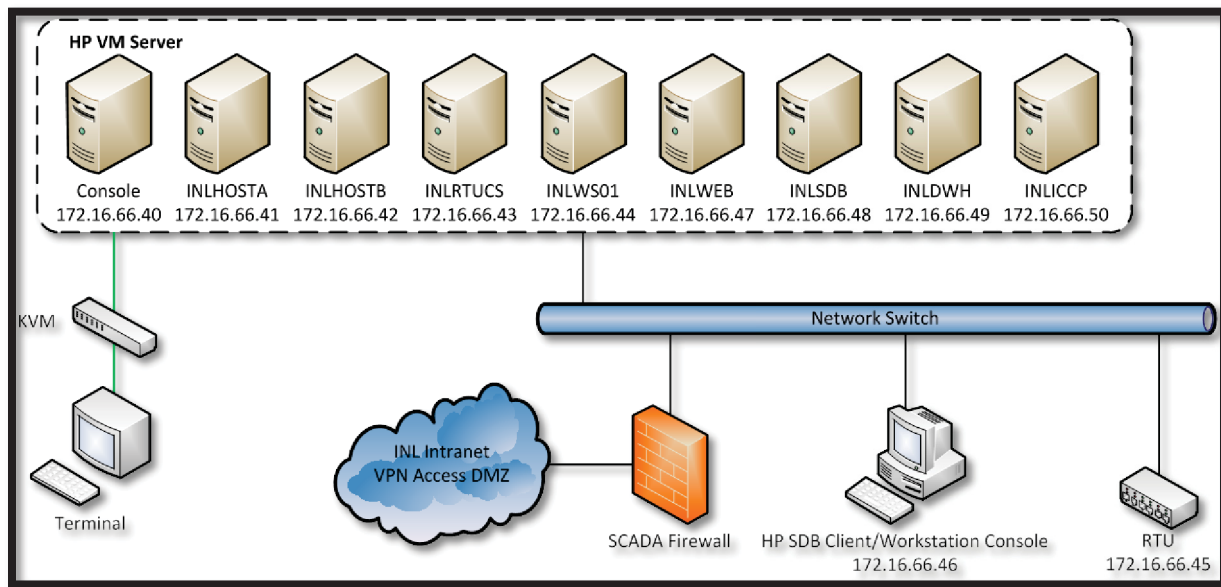 HP VM Server
Console INLHOSTA INLHOSTB INLRTUCS INLWS01 INLWEB INLSDB INLDWH INLICCP
172.16.66.40 172.16.66.41 172.16.66.42 172.16.66.43 172.16.66.44 172.16.66.47 172.16.66.48 172.16.66.49 172.16.66.50
KVM
Network Switch
INL Intranet
VPN Access DMZ
Terminal
SCADA Firewall
HP SDB Client/Workstation Console
172.16.66.46
RTU
172.16.66.45